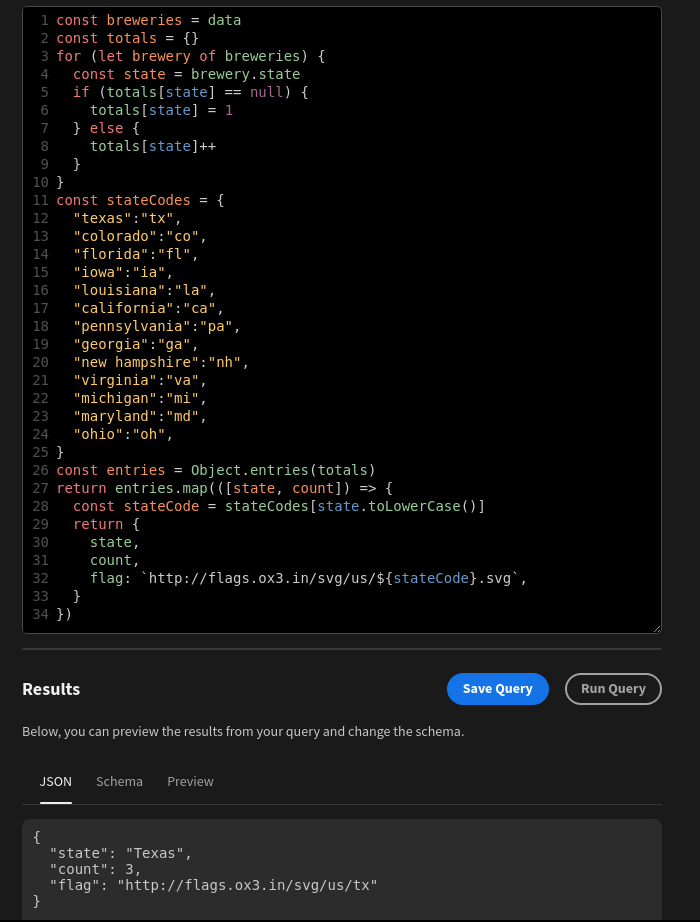 1 const breweries = data
2 const totals = {}
3 for (let brewery of breweries) {
4   const state = brewery.state
5   if (totals[state] == null) {
6     totals[state] = 1
7   } else {
8     totals[state]++
9   }
10 }
11 const stateCodes = {
12   "texas":"tx",
13   "colorado":"co",
14   "florida":"fl",
15   "iowa":"ia",
16   "louisiana":"la",
17   "california":"ca",
18   "pennsylvania":"pa",
19   "georgia":"ga",
20   "new hampshire":"nh",
21   "virginia":"va",
22   "michigan":"mi",
23   "maryland":"md",
24   "ohio":"oh",
25 }
26 const entries = Object.entries(totals)
27 return entries.map(([state, count]) => {
28   const stateCode = stateCodes[state.toLowerCase()]
29   return {
30     state,
31     count,
32     flag: `http://flags.ox3.in/svg/us/${stateCode}.svg`,
33   }
34 })
Results
Save Query
Run Query
Below, you can preview the results from your query and change the schema.
JSON Schema Preview
{
  "state": "Texas",
  "count": 3,
  "flag": "http://flags.ox3.in/svg/us/tx"
}